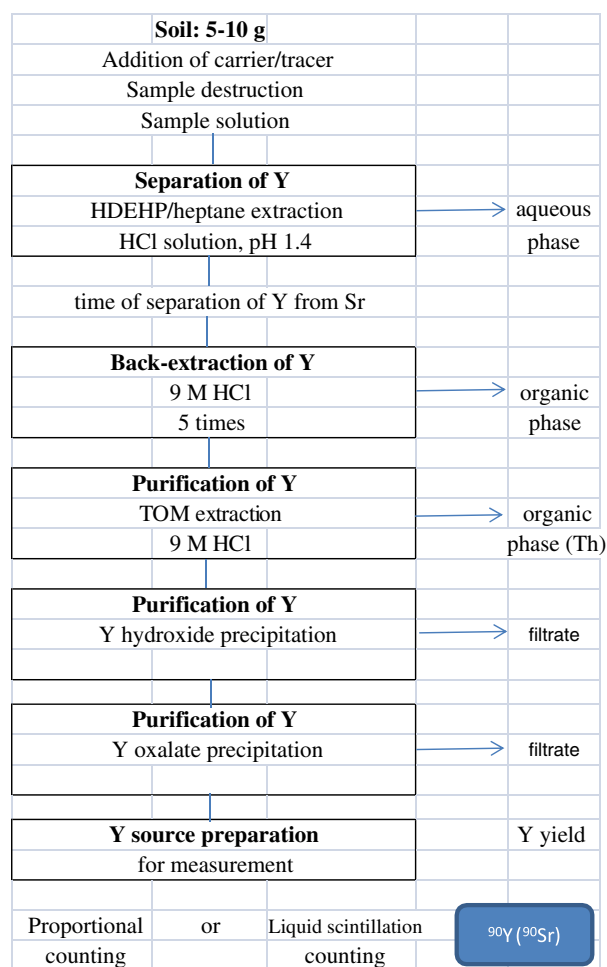 Soil: 5-10 g
Addition of carrier/tracer
Sample destruction
Sample solution
Separation of Y
HDEHP/heptane extraction
aqueous
HCl solution, pH 1.4
phase
time of separation of Y from Sr
Back-extraction of Y
9 M HCl
organic
5 times
phase
Purification of Y
TOM extraction
organic
9 M HCl
phase (Th)
Purification of Y
Y hydroxide precipitation
filtrate
Purification of Y
Y oxalate precipitation
filtrate
Y source preparation
Y yield
for measurement
Proportional
or
Liquid scintillation
counting
counting
⁹⁰Y (⁹⁰Sr)